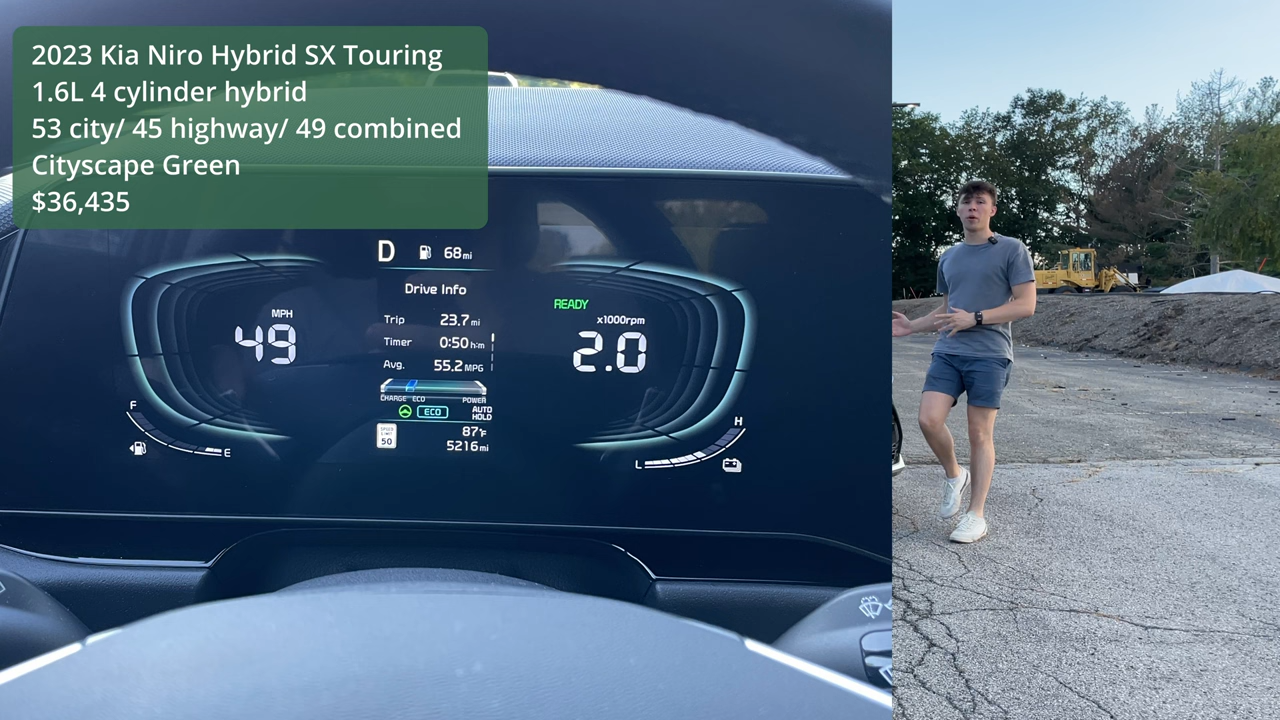 2023 Kia Niro Hybrid SX Touring
1.6L 4 cylinder hybrid
53 city/ 45 highway/ 49 combined
Cityscape Green
$36,435
D 68mi
Drive Info
READY
MPH
49
x1000rpm
2.0
Trip 23.7mi
Timer 0:50h:m
Avg. 55.2MPG
CHARGE ECO POWER
ECO AUTO HOLD
SPEED LIMIT 50
87°F
5216mi
F
E
H
L